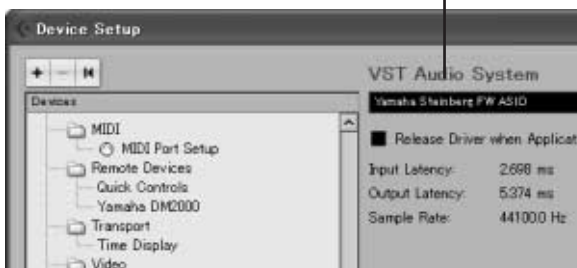 Device Setup
+ - |◀
Devices
MIDI
MIDI Port Setup
Remote Devices
Quick Controls
Yamaha DM2000
Transport
Time Display
Video
VST Audio System
Yamaha Steinberg FW ASIO
Release Driver when Applicat
Input Latency: 2.698 ms
Output Latency: 5.374 ms
Sample Rate: 44100.0 Hz